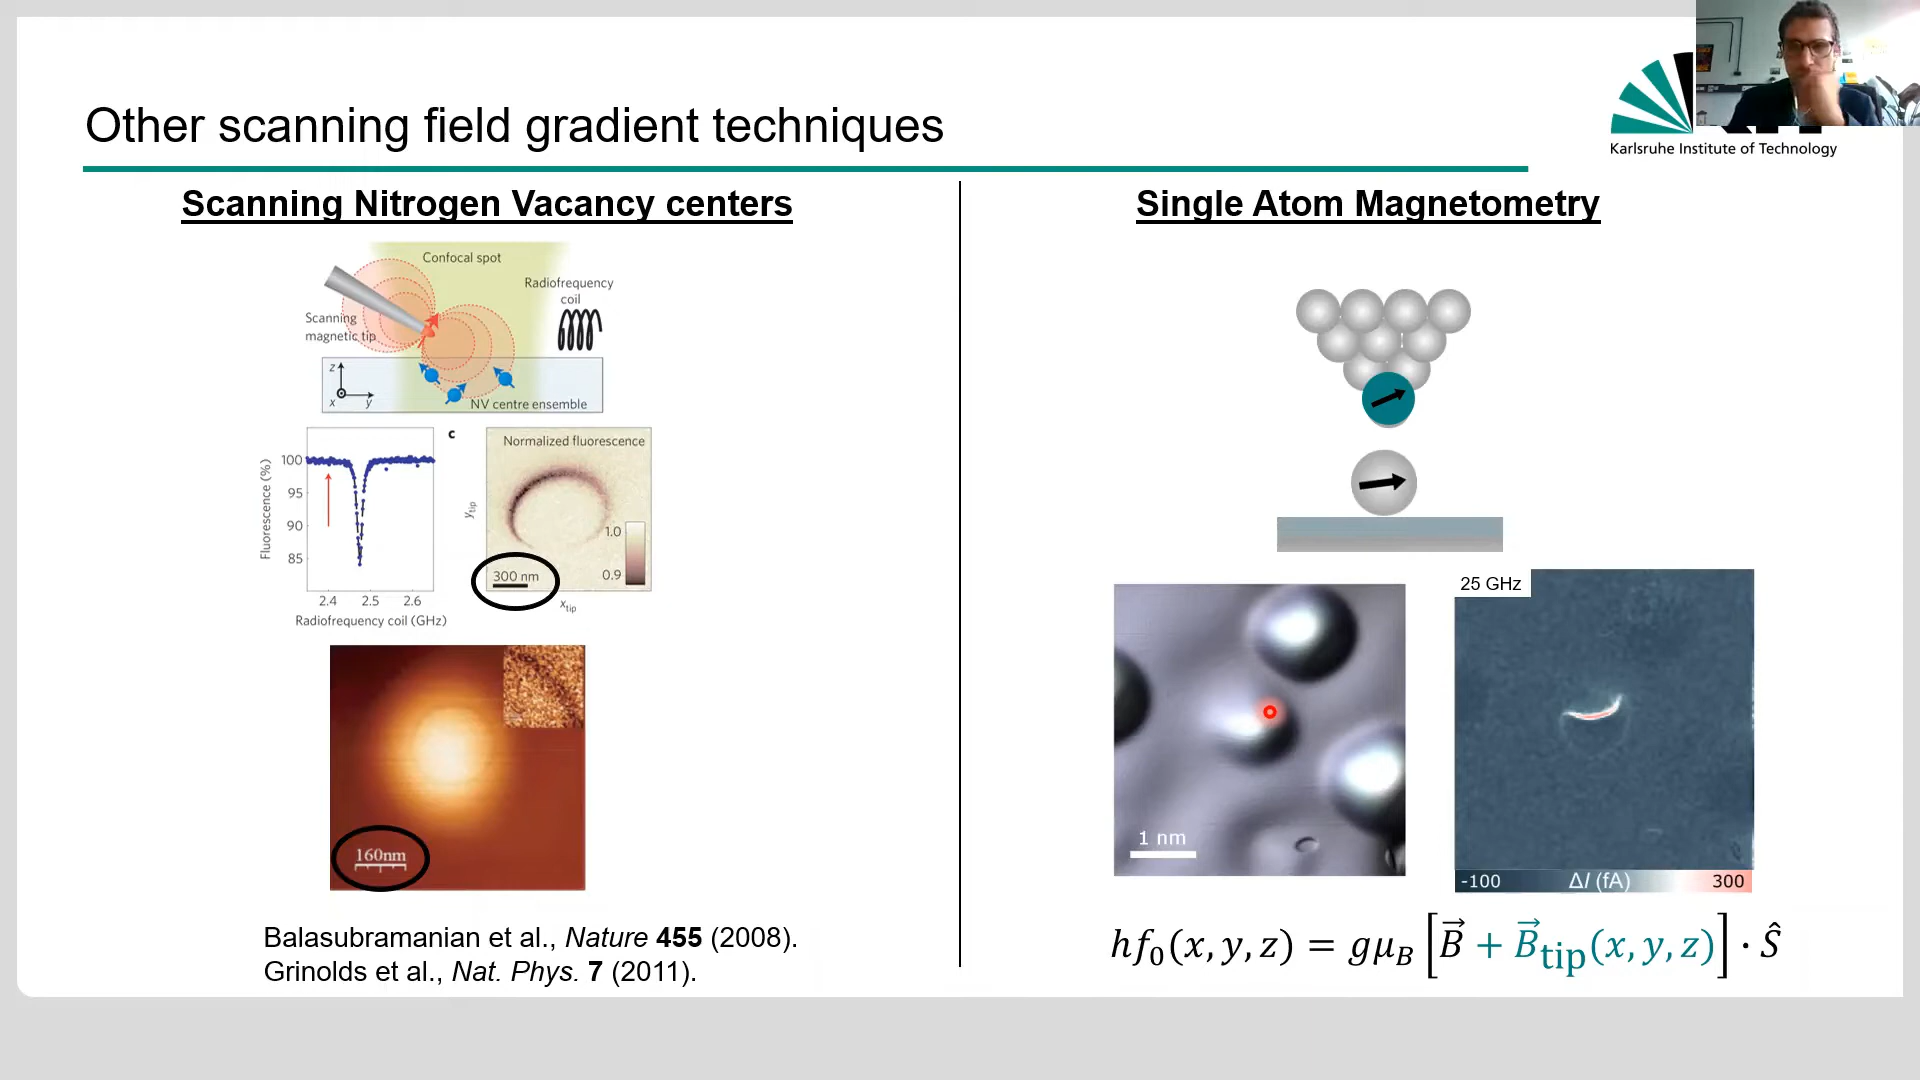 Other scanning field gradient techniques
Karlsruhe Institute of Technology
Scanning Nitrogen Vacancy centers
Confocal spot
Radiofrequency
coil
Scanning
magnetic tip
z
x
y
NV centre ensemble
c
Normalized fluorescence
Fluorescence (%)
100
95
90
85
2.4 2.5 2.6
Radiofrequency coil (GHz)
ytip
1.0
0.9
300 nm
xtip
160nm
Balasubramanian et al., Nature 455 (2008).
Grinolds et al., Nat. Phys. 7 (2011).
Single Atom Magnetometry
1 nm
25 GHz
-100 ΔI (fA) 300
hf₀(x, y, z) = gμ_B [B⃗ + B⃗_tip(x, y, z)] · Ŝ